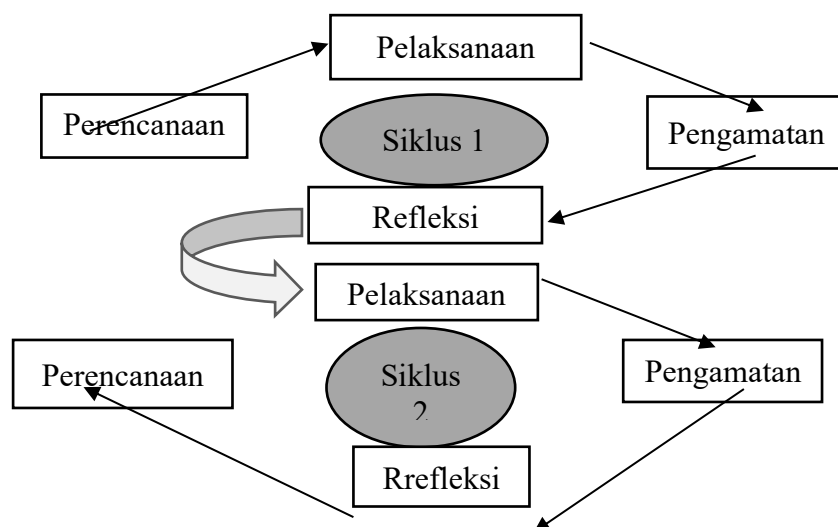 Pelaksanaan
Perencanaan
Siklus 1
Pengamatan
Refleksi
Pelaksanaan
Perencanaan
Siklus
2
Pengamatan
Rrefleksi